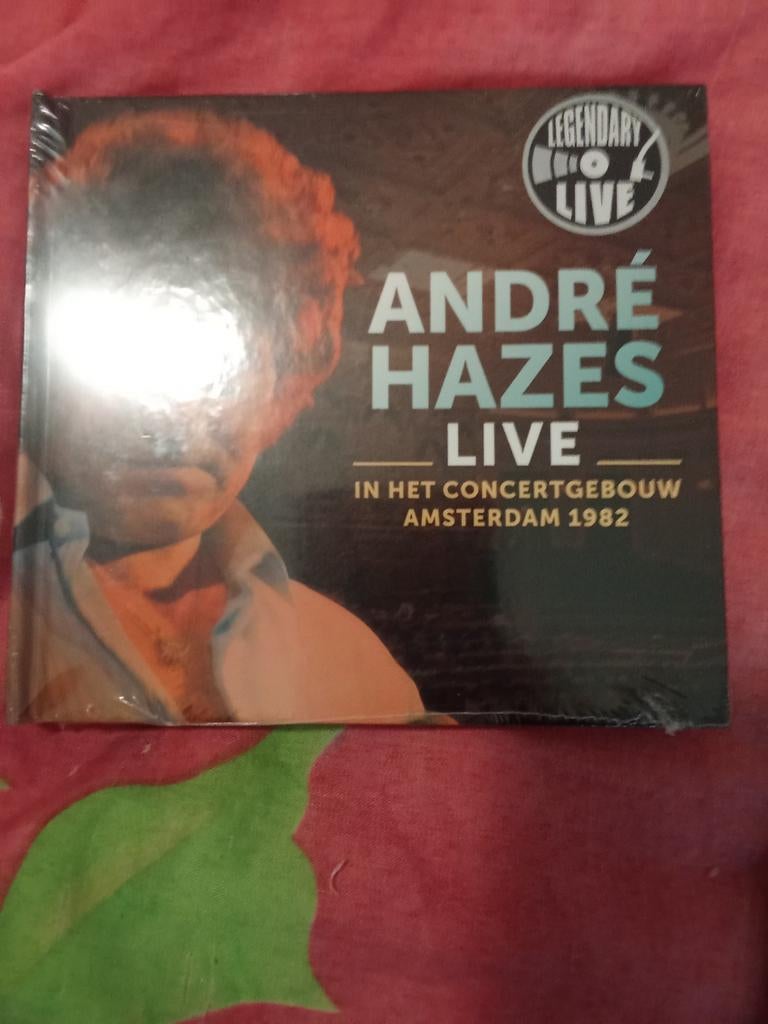 LEGENDARY
LIVE
ANDRÉ
HAZES
LIVE
IN HET CONCERTGEBOUW
AMSTERDAM 1982